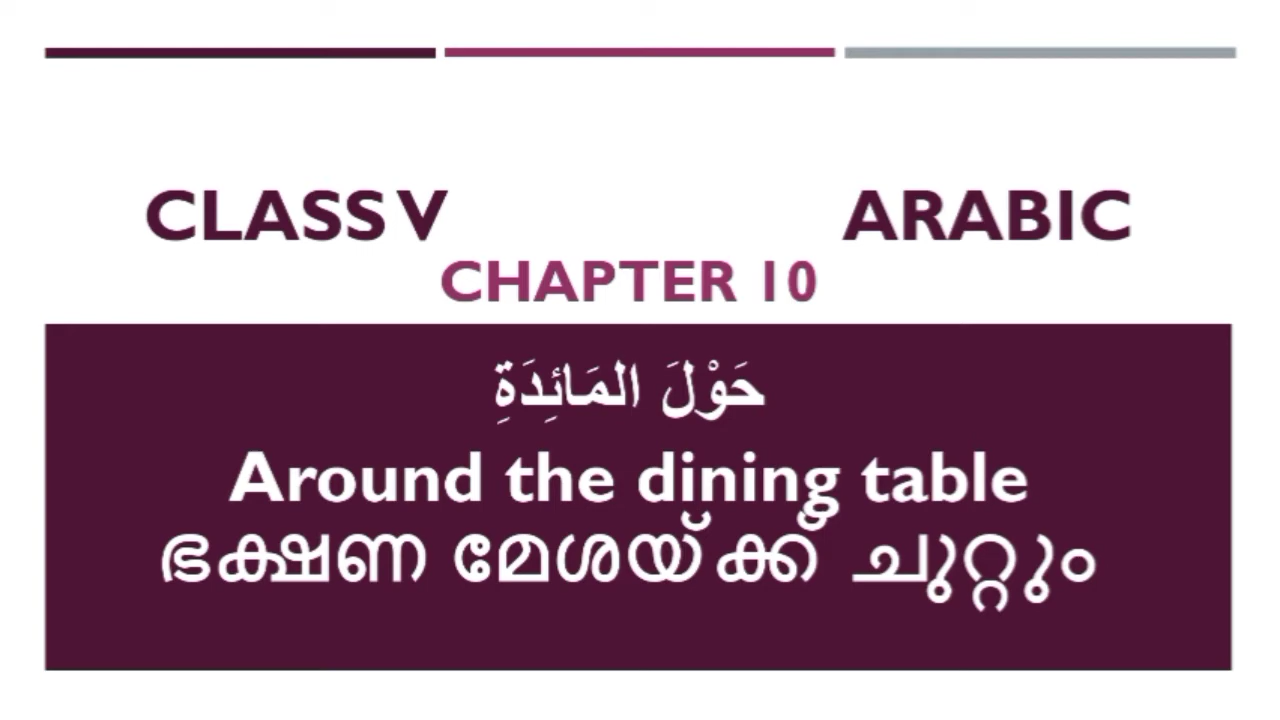 CLASS V ARABIC
CHAPTER 10
حَوْلَ المَائِدَةِ
Around the dining table
ഭക്ഷണ മേശയ്ക്ക് ചുറ്റും